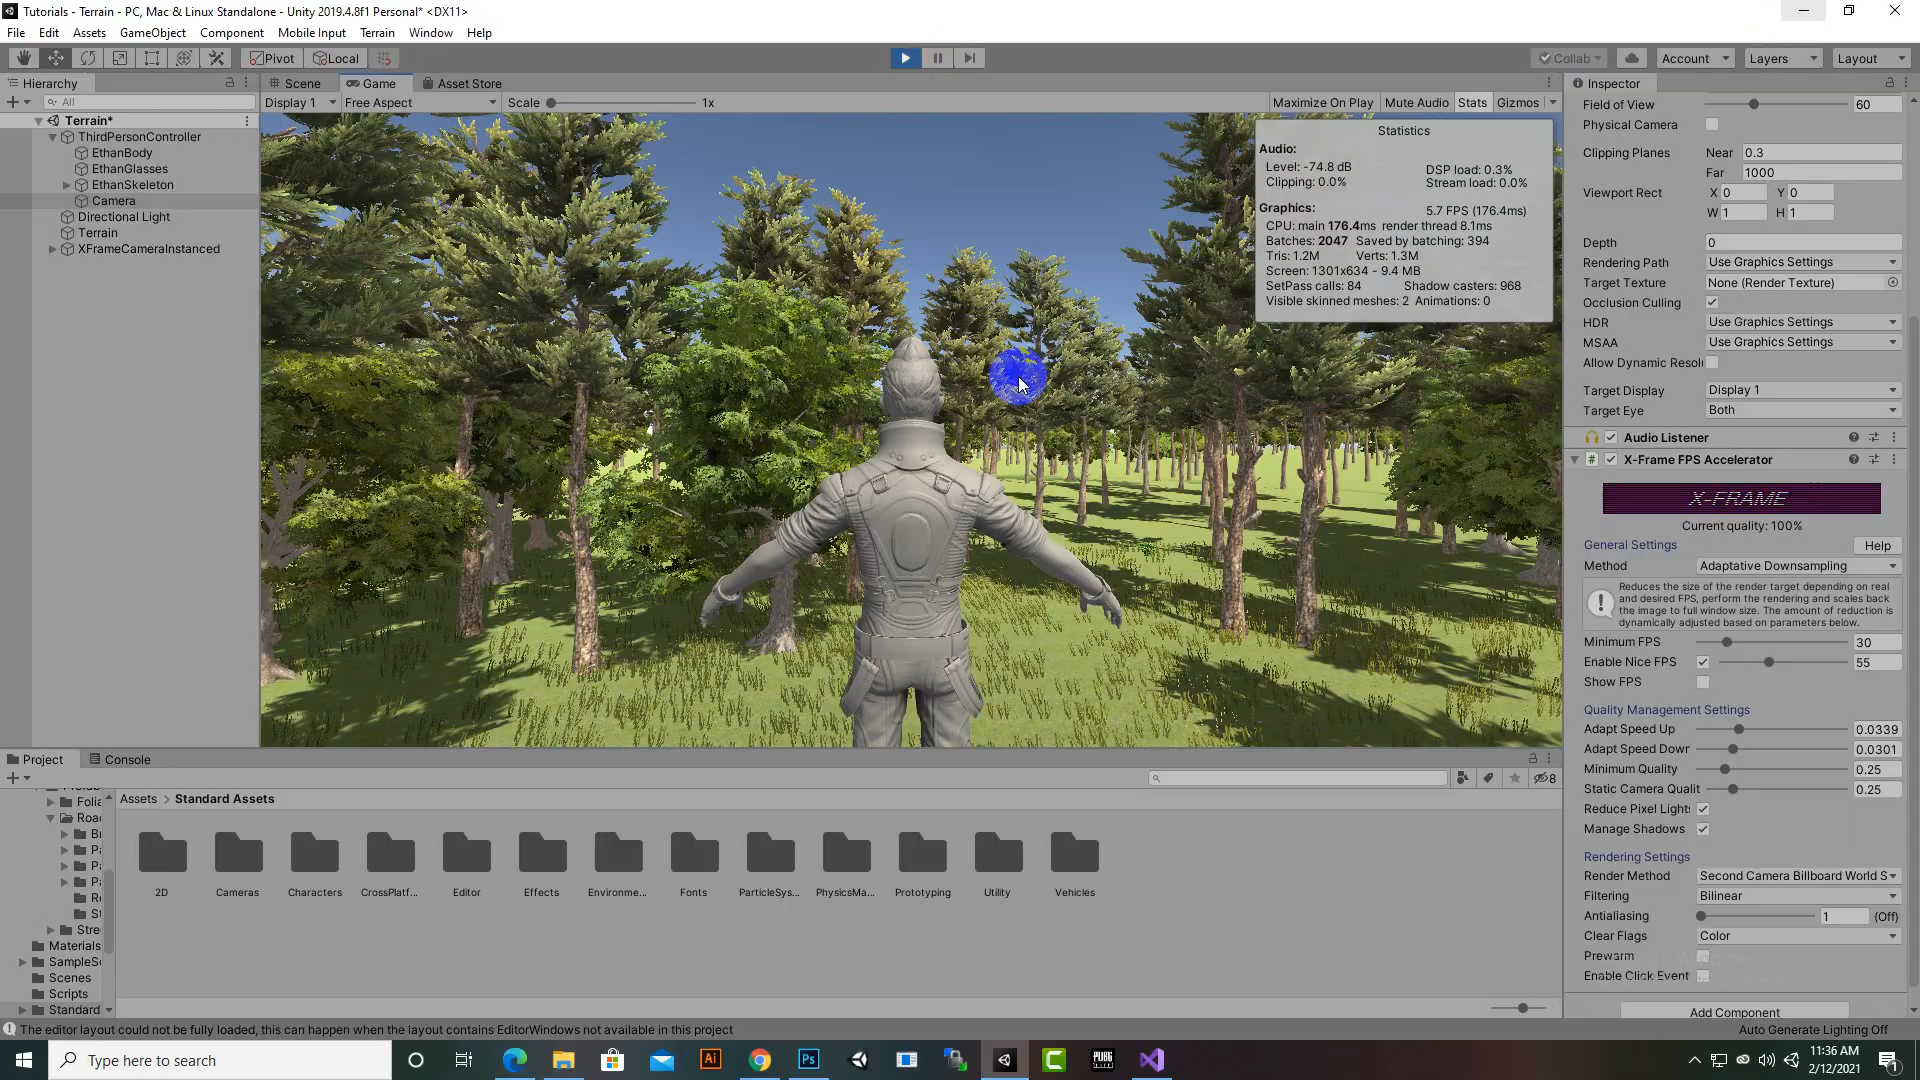 Tutorials - Terrain - PC, Mac & Linux Standalone - Unity 2019.4.8f1 Personal* <DX11>
File Edit Assets GameObject Component Mobile Input Terrain Window Help
Pivot Local Collab Account Layers Layout
Hierarchy
All
Terrain*
ThirdPersonController
EthanBody
EthanGlasses
EthanSkeleton
Camera
Directional Light
Terrain
XFrameCameraInstanced
Scene Game Asset Store
Display 1 Free Aspect Scale 1x Maximize On Play Mute Audio Stats Gizmos
Statistics
Audio:
Level: -74.8 dB DSP load: 0.3%
Clipping: 0.0% Stream load: 0.0%
Graphics: 5.7 FPS (176.4ms)
CPU: main 176.4ms render thread 8.1ms
Batches: 2047 Saved by batching: 394
Tris: 1.2M Verts: 1.3M
Screen: 1301x634 - 9.4 MB
SetPass calls: 84 Shadow casters: 968
Visible skinned meshes: 2 Animations: 0
Inspector
Field of View 60
Physical Camera
Clipping Planes Near 0.3
Far 1000
Viewport Rect X 0 Y 0
W 1 H 1
Depth 0
Rendering Path Use Graphics Settings
Target Texture None (Render Texture)
Occlusion Culling
HDR Use Graphics Settings
MSAA Use Graphics Settings
Allow Dynamic Resolu
Target Display Display 1
Target Eye Both
Audio Listener
X-Frame FPS Accelerator
X-FRAME
Current quality: 100%
General Settings Help
Method Adaptative Downsampling
Reduces the size of the render target depending on real
and desired FPS, perform the rendering and scales back
the image to full window size. The amount of reduction is
dynamically adjusted based on parameters below.
Minimum FPS 30
Enable Nice FPS 55
Show FPS
Quality Management Settings
Adapt Speed Up 0.0339
Adapt Speed Down 0.0301
Minimum Quality 0.25
Static Camera Qualit 0.25
Reduce Pixel Lights
Manage Shadows
Rendering Settings
Render Method Second Camera Billboard World S
Filtering Bilinear
Antialiasing 1 (Off)
Clear Flags Color
Prewarm
Enable Click Event
Add Component
Project Console
8
Assets > Standard Assets
Folia
Road
Materials
SampleSc
Scenes
Scripts
Standard
2D Cameras Characters CrossPlatf... Editor Effects Environme... Fonts ParticleSys... PhysicsMa... Prototyping Utility Vehicles
The editor layout could not be fully loaded, this can happen when the layout contains EditorWindows not available in this project
Auto Generate Lighting Off
Type here to search
Ai
Ps
PUBG
11:36 AM
2/12/2021
1